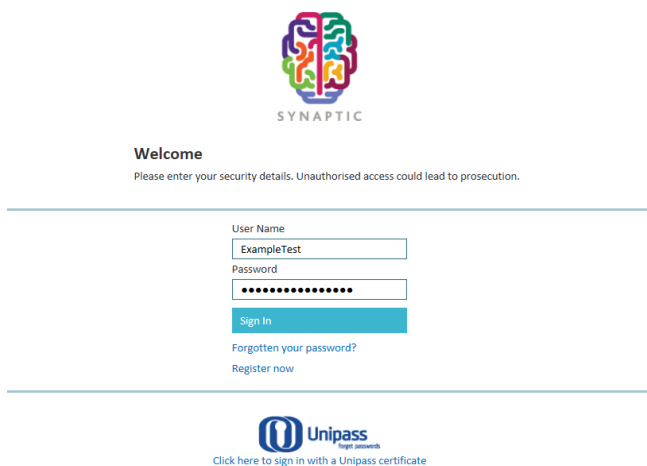 SYNAPTIC
Welcome
Please enter your security details. Unauthorised access could lead to prosecution.
User Name
ExampleTest
Password
••••••••••••••••
Sign In
Forgotten your password?
Register now
Unipass
forget passwords
Click here to sign in with a Unipass certificate